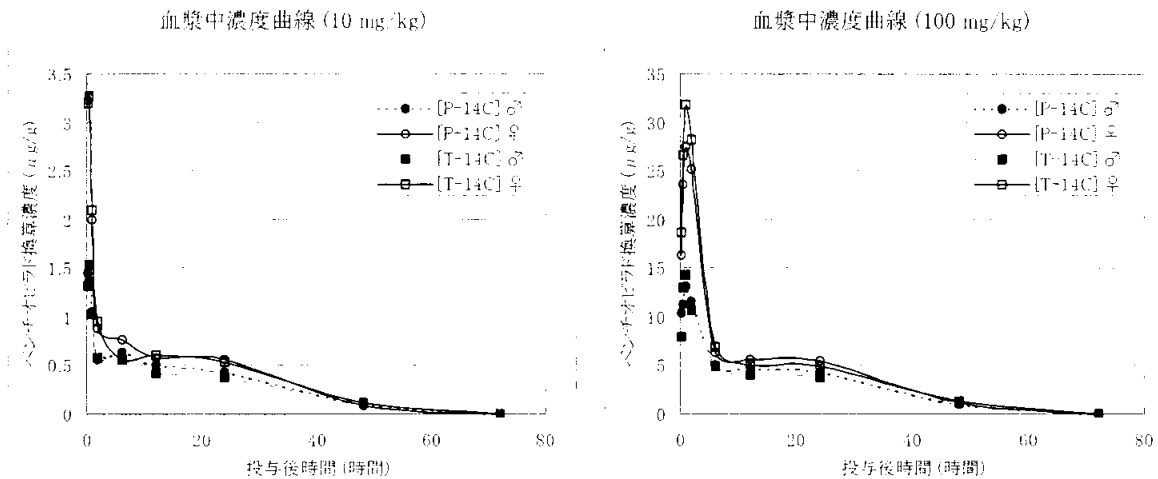 血漿中濃度曲線 (10 mg/kg)
ペンチオピラド換算濃度 (μg/g)
3.5
3
2.5
2
1.5
1
0.5
0
0
20
40
60
80
投与後時間 (時間)
[P-14C] ♂
[P-14C] ♀
[T-14C] ♂
[T-14C] ♀
血漿中濃度曲線 (100 mg/kg)
ペンチオピラド換算濃度 (μg/g)
35
30
25
20
15
10
5
0
0
20
40
60
80
投与後時間 (時間)
[P-14C] ♂
[P-14C] ♀
[T-14C] ♂
[T-14C] ♀